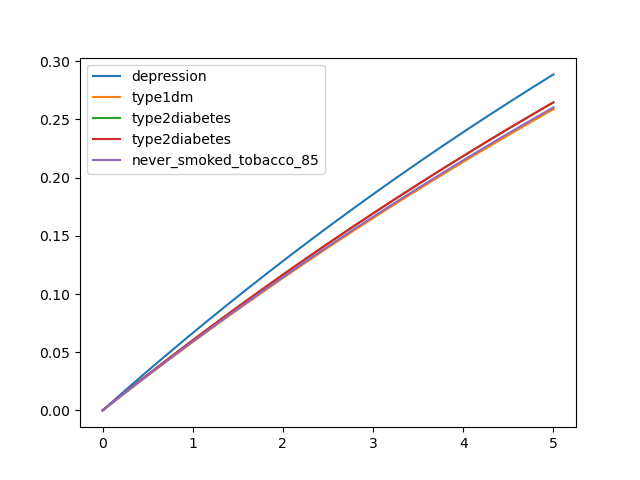 0.30
0.25
0.20
0.15
0.10
0.05
0.00
depression
type1dm
type2diabetes
type2diabetes
never_smoked_tobacco_85
0 1 2 3 4 5